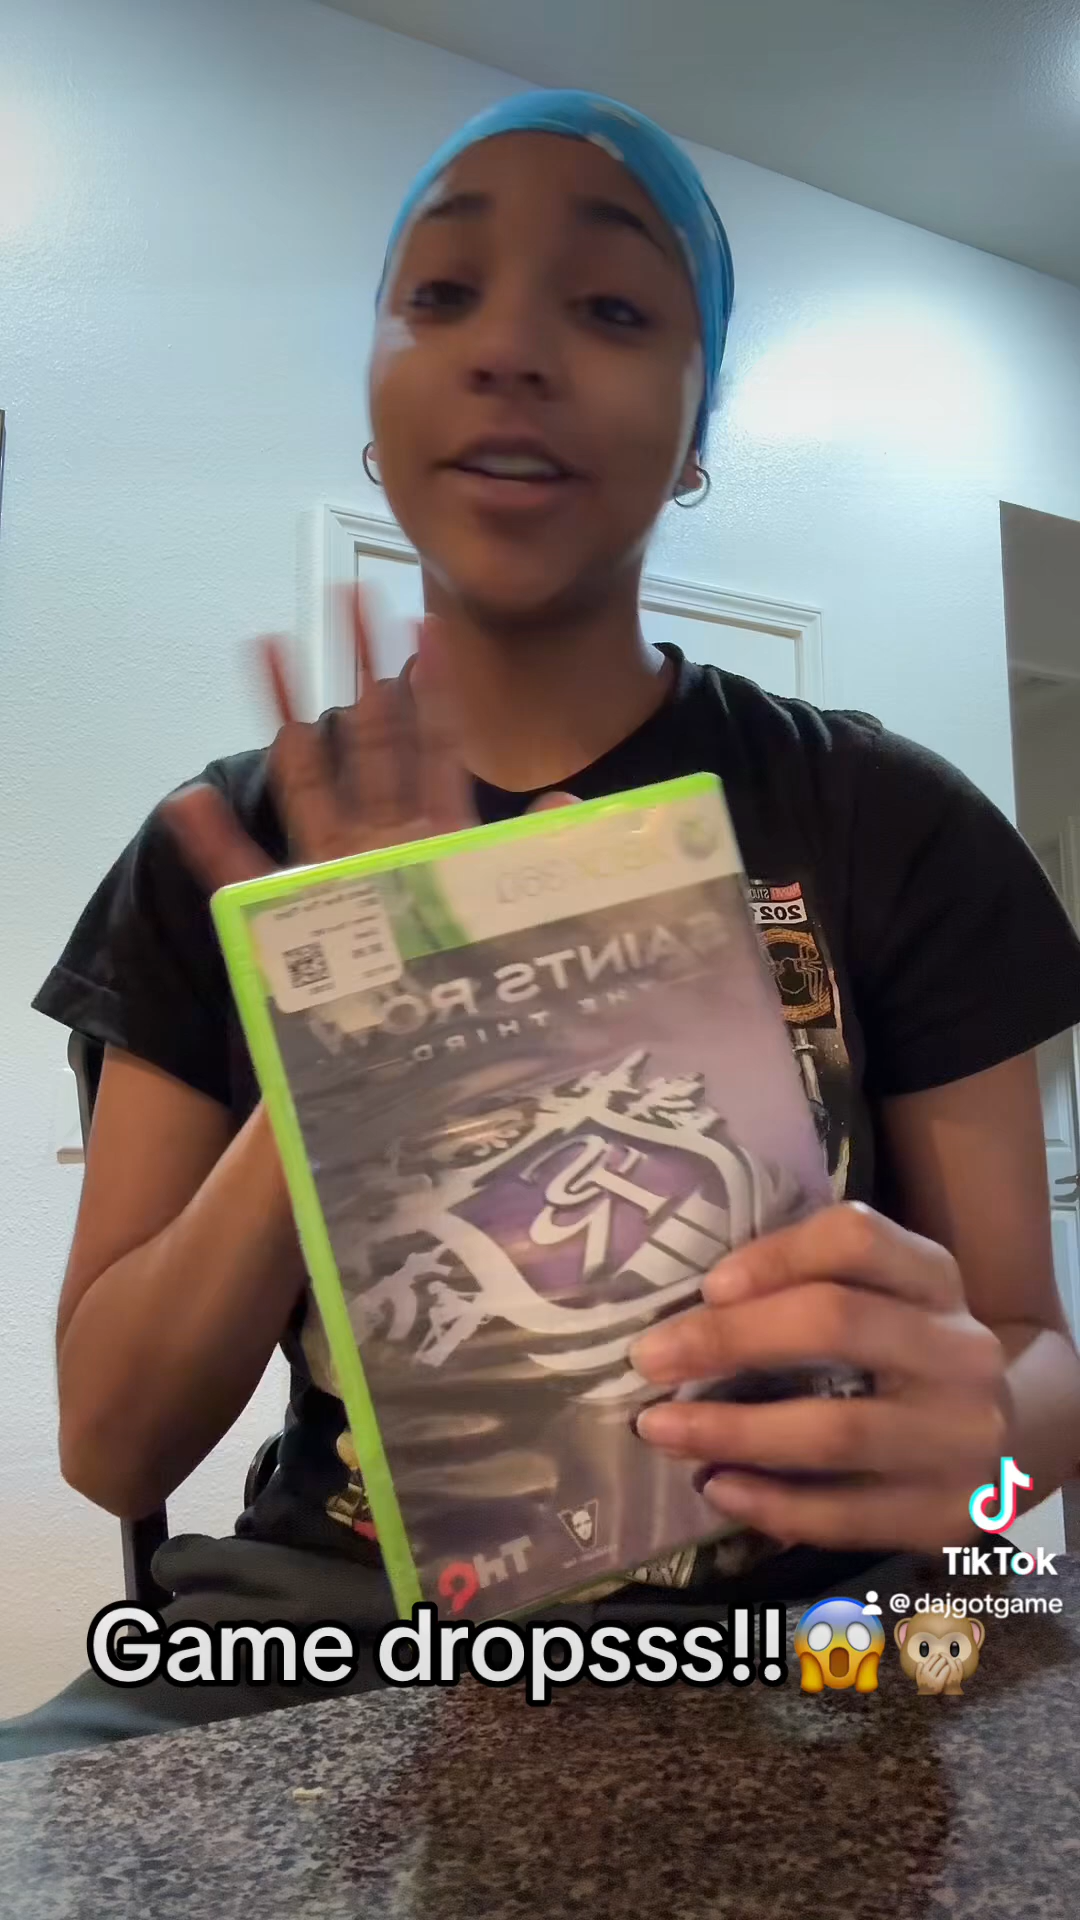 XBOX 360
SAINTS ROW
THE THIRD
THQ
202
TikTok
@dajgotgame
Game dropsss!!😱🙊